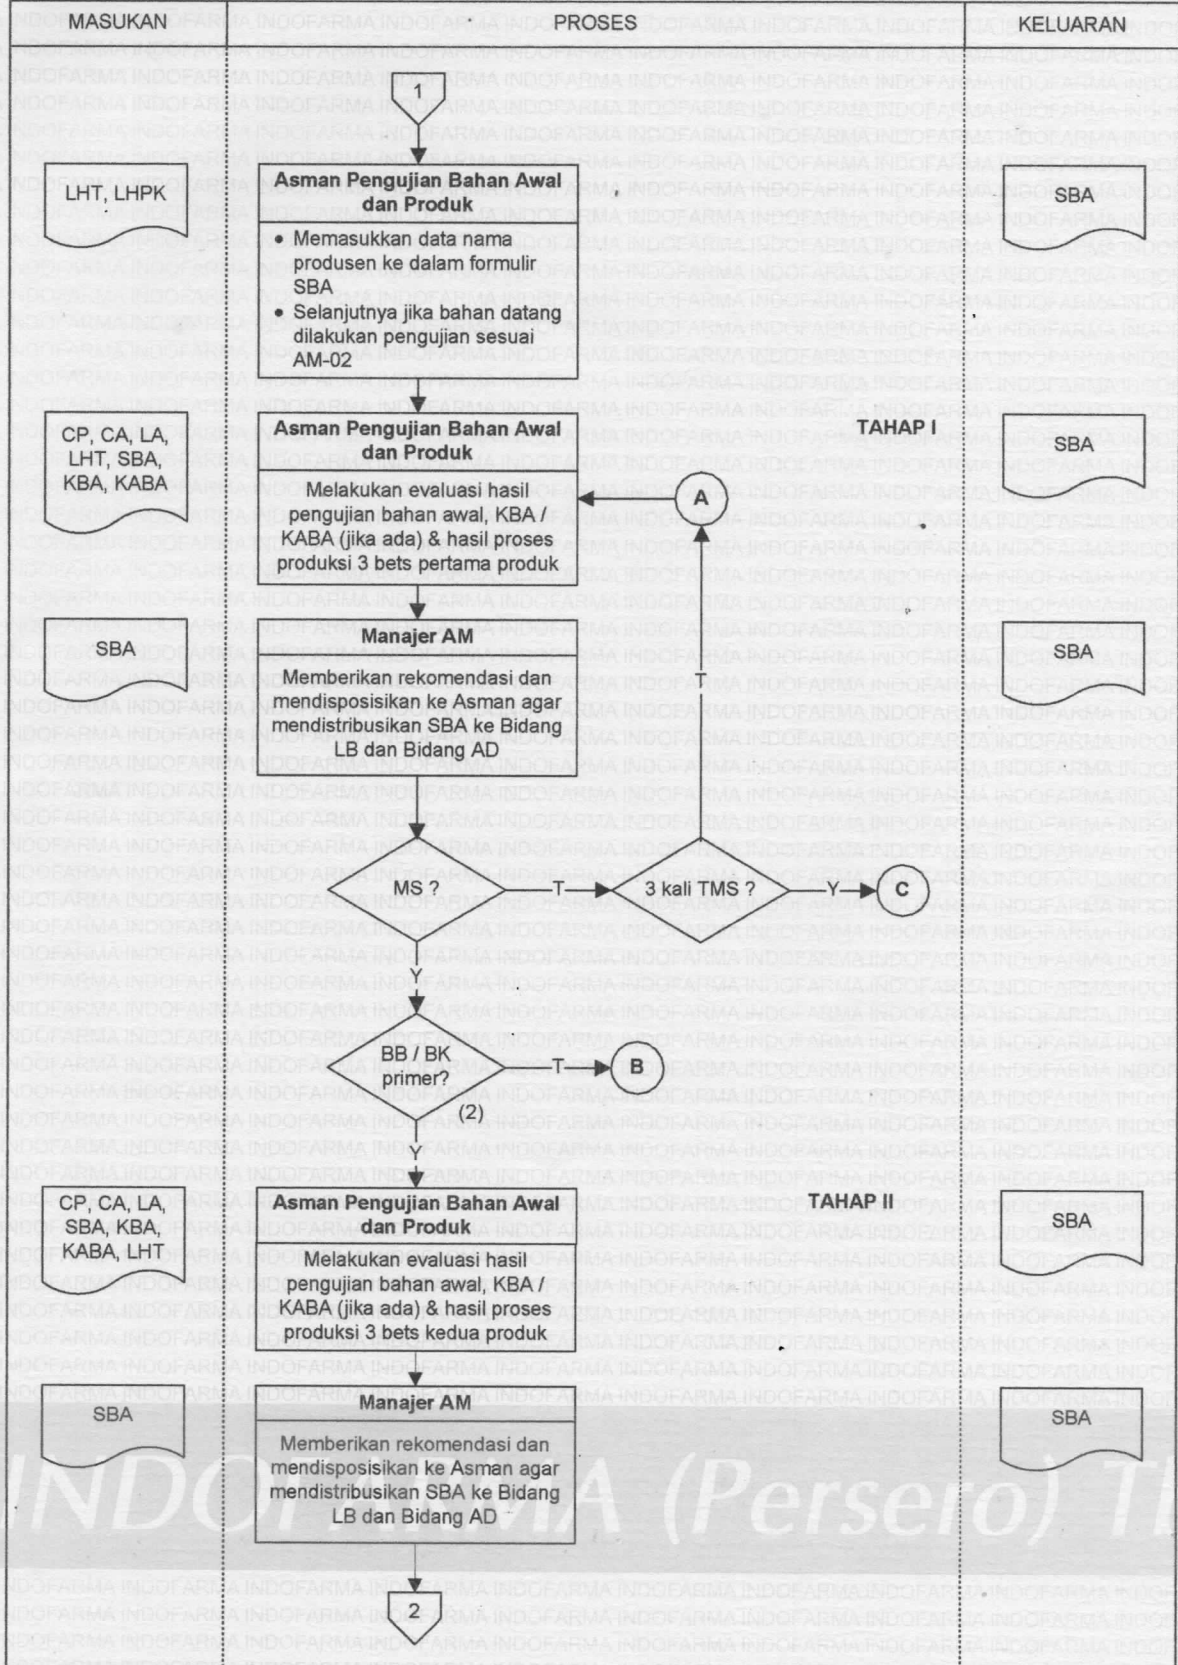 MASUKAN
PROSES
KELUARAN
1
LHT, LHPK
Asman Pengujian Bahan Awal
dan Produk
• Memasukkan data nama
produsen ke dalam formulir
SBA
• Selanjutnya jika bahan datang
dilakukan pengujian sesuai
AM-02
SBA
CP, CA, LA,
LHT, SBA,
KBA, KABA
Asman Pengujian Bahan Awal
dan Produk
Melakukan evaluasi hasil
pengujian bahan awal, KBA /
KABA (jika ada) & hasil proses
produksi 3 bets pertama produk
A
TAHAP I
SBA
SBA
Manajer AM
Memberikan rekomendasi dan
mendisposisikan ke Asman agar
mendistribusikan SBA ke Bidang
LB dan Bidang AD
T
SBA
MS ?
T
3 kali TMS ?
Y
C
Y
BB / BK
primer?
T
B
(2)
Y
CP, CA, LA,
SBA, KBA,
KABA, LHT
Asman Pengujian Bahan Awal
dan Produk
Melakukan evaluasi hasil
pengujian bahan awal, KBA /
KABA (jika ada) & hasil proses
produksi 3 bets kedua produk
TAHAP II
SBA
SBA
Manajer AM
Memberikan rekomendasi dan
mendisposisikan ke Asman agar
mendistribusikan SBA ke Bidang
LB dan Bidang AD
SBA
INDOFARMA (Persero)
2